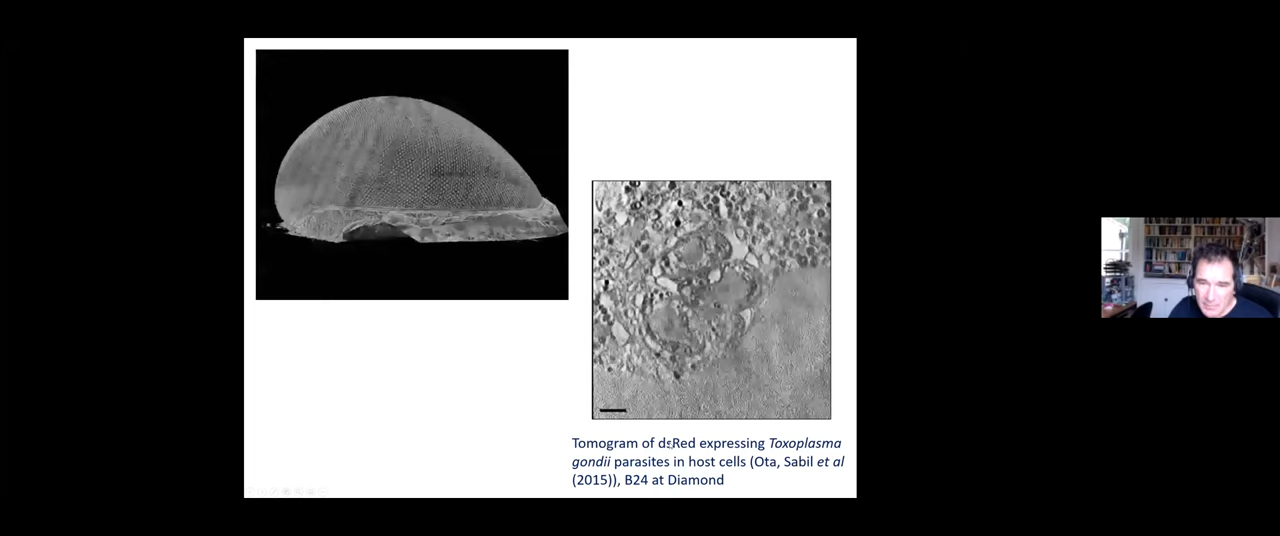 Tomogram of dsRed expressing Toxoplasma
gondii parasites in host cells (Ota, Sabil et al
(2015)), B24 at Diamond